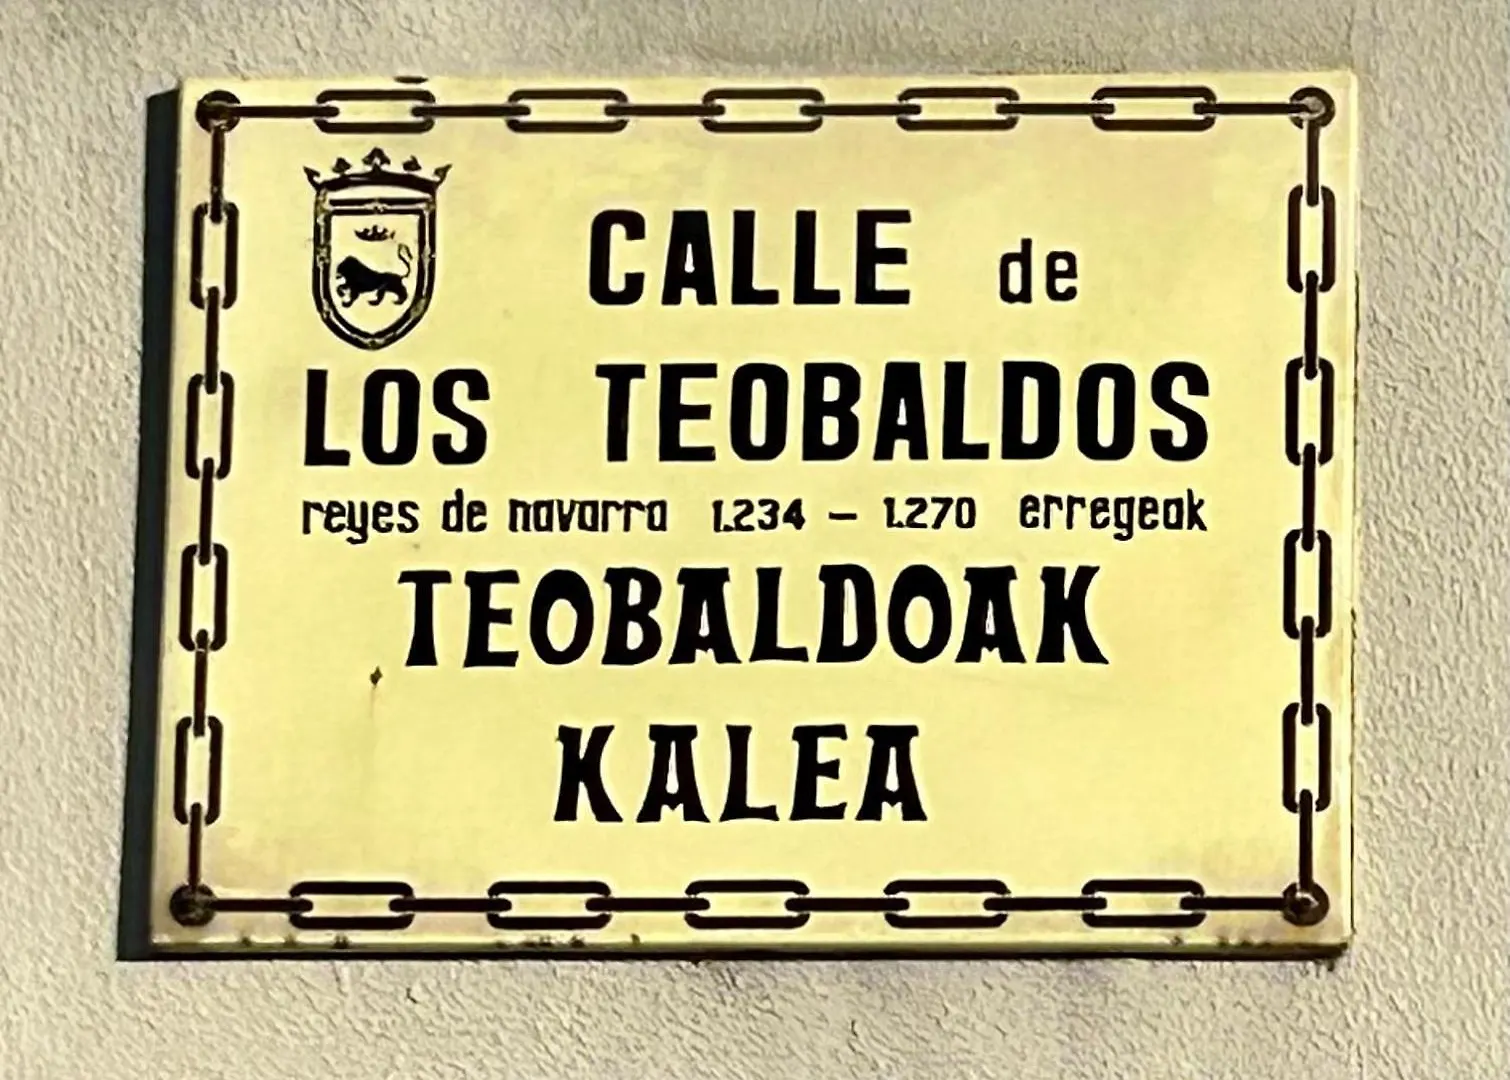 CALLE de
LOS TEOBALDOS
reyes de navarra 1.234 – 1.270 erregeak
TEOBALDOAK
KALEA